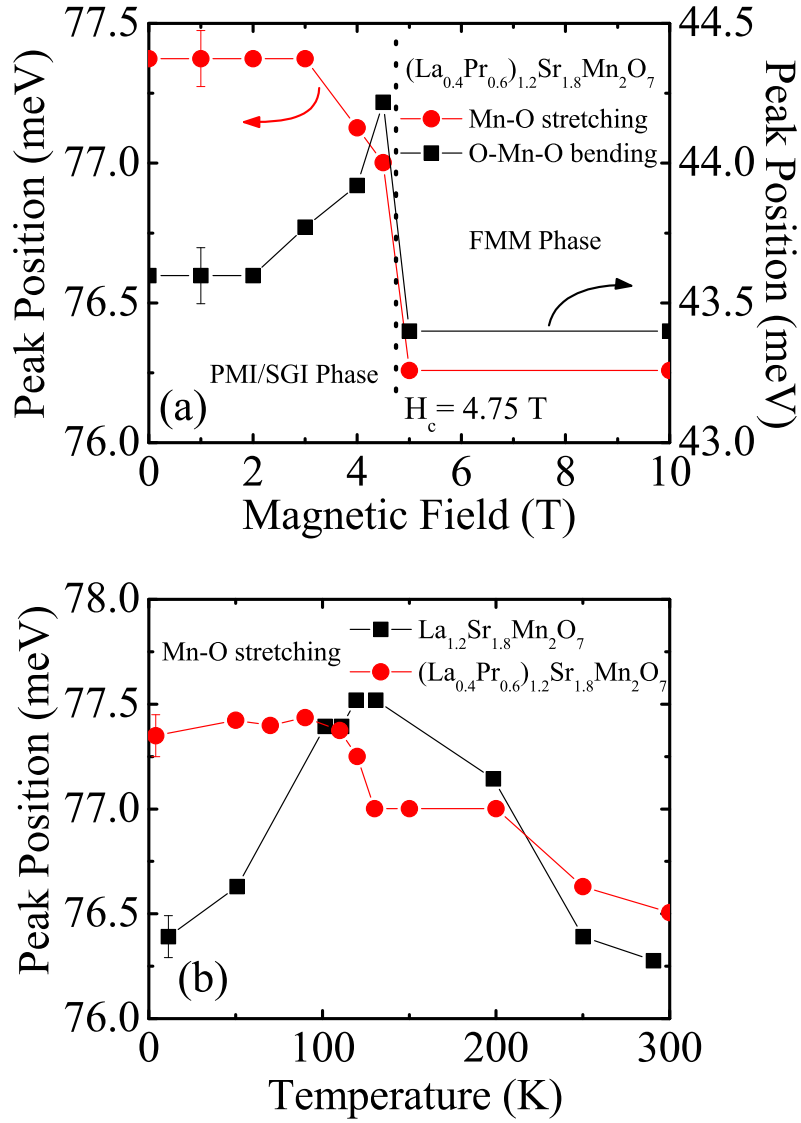 77.5
77.0
76.5
76.0
Peak Position (meV)
44.5
44.0
43.5
43.0
Peak Position (meV)
(La0.4Pr0.6)1.2Sr1.8Mn2O7
Mn-O stretching
O-Mn-O bending
FMM Phase
PMI/SGI Phase
(a)
Hc= 4.75 T
0 2 4 6 8 10
Magnetic Field (T)
78.0
77.5
77.0
76.5
76.0
Peak Position (meV)
Mn-O stretching
La1.2Sr1.8Mn2O7
(La0.4Pr0.6)1.2Sr1.8Mn2O7
(b)
0 100 200 300
Temperature (K)